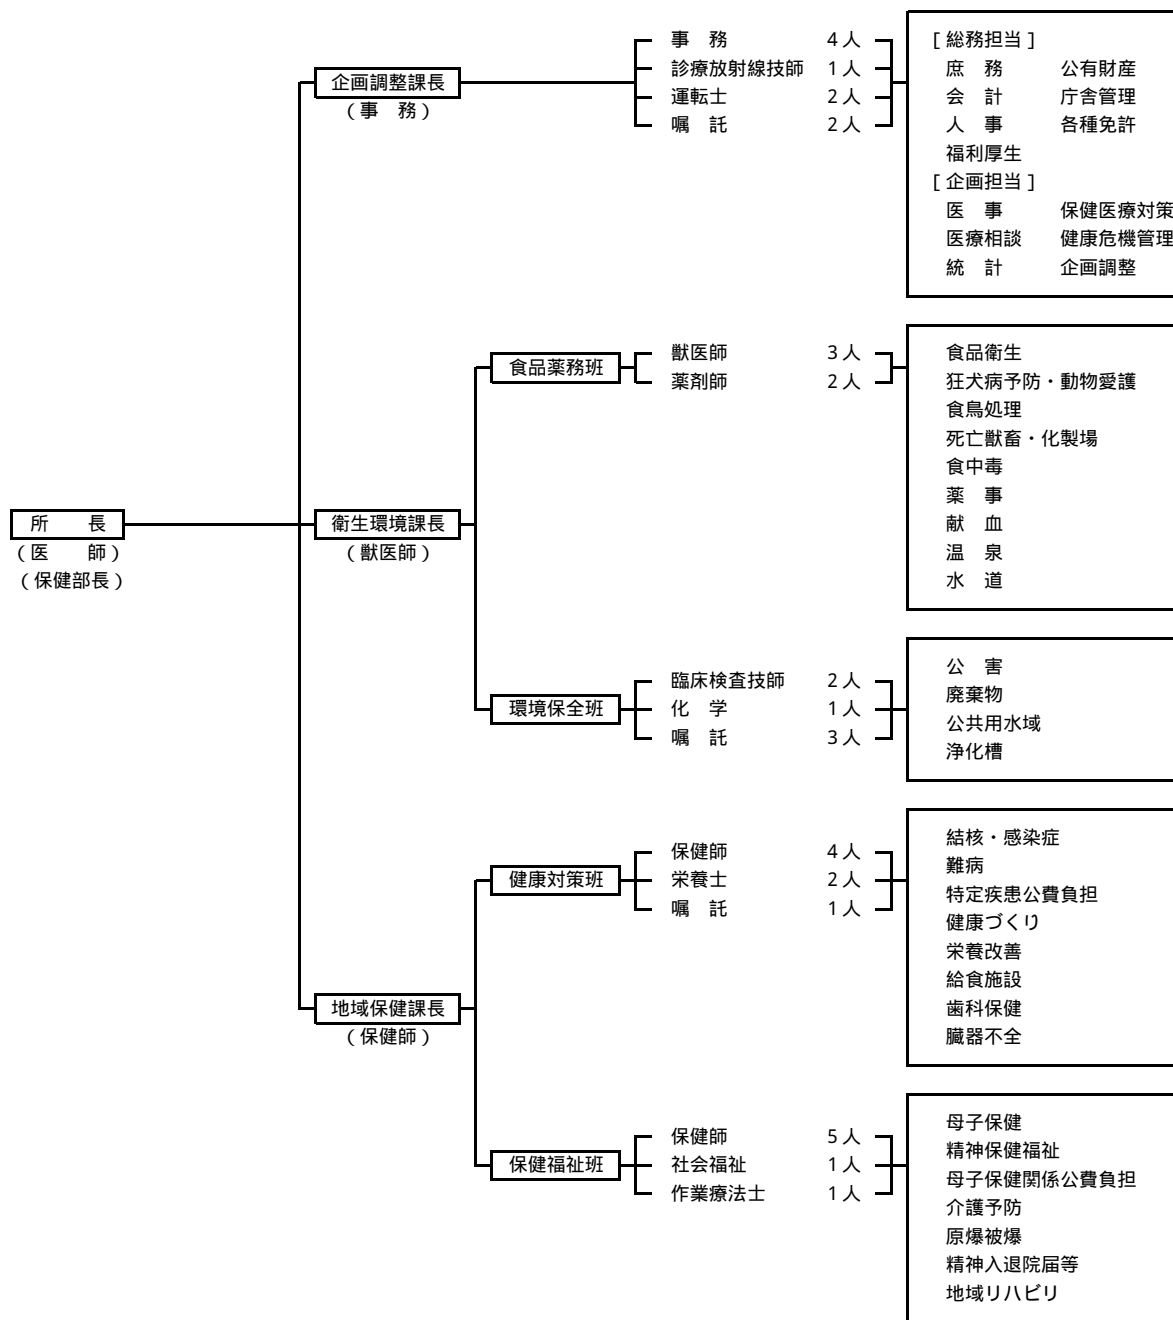 所　　長
（医　　師）
（保健部長）
企画調整課長
（事　務）
事　務　4人
診療放射線技師　1人
運転士　2人
嘱　託　2人
[総務担当]
庶　務　公有財産
会　計　庁舎管理
人　事　各種免許
福利厚生
[企画担当]
医　事　保健医療対策
医療相談　健康危機管理
統　計　企画調整
衛生環境課長
（獣医師）
食品薬務班
獣医師　3人
薬剤師　2人
食品衛生
狂犬病予防・動物愛護
食鳥処理
死亡獣畜・化製場
食中毒
薬　事
献　血
温　泉
水　道
環境保全班
臨床検査技師　2人
化　学　1人
嘱　託　3人
公　害
廃棄物
公共用水域
浄化槽
地域保健課長
（保健師）
健康対策班
保健師　4人
栄養士　2人
嘱　託　1人
結核・感染症
難病
特定疾患公費負担
健康づくり
栄養改善
給食施設
歯科保健
臓器不全
保健福祉班
保健師　5人
社会福祉　1人
作業療法士　1人
母子保健
精神保健福祉
母子保健関係公費負担
介護予防
原爆被爆
精神入退院届等
地域リハビリ